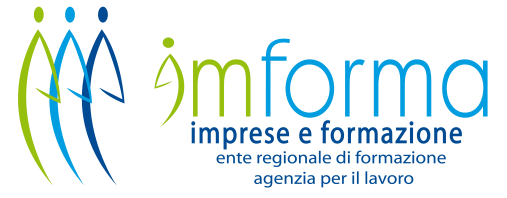 imforma
imprese e formazione
ente regionale di formazione
agenzia per il lavoro